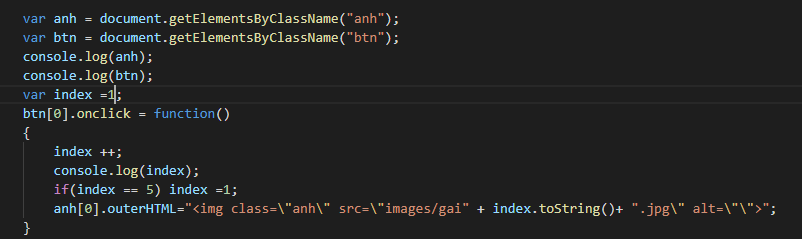 var anh = document.getElementsByClassName("anh");
var btn = document.getElementsByClassName("btn");
console.log(anh);
console.log(btn);
var index =1;
btn[0].onclick = function()
{
    index ++;
    console.log(index);
    if(index == 5) index =1;
    anh[0].outerHTML="<img class=\"anh\" src=\"images/gai" + index.toString()+ ".jpg\" alt=\"\">";
}